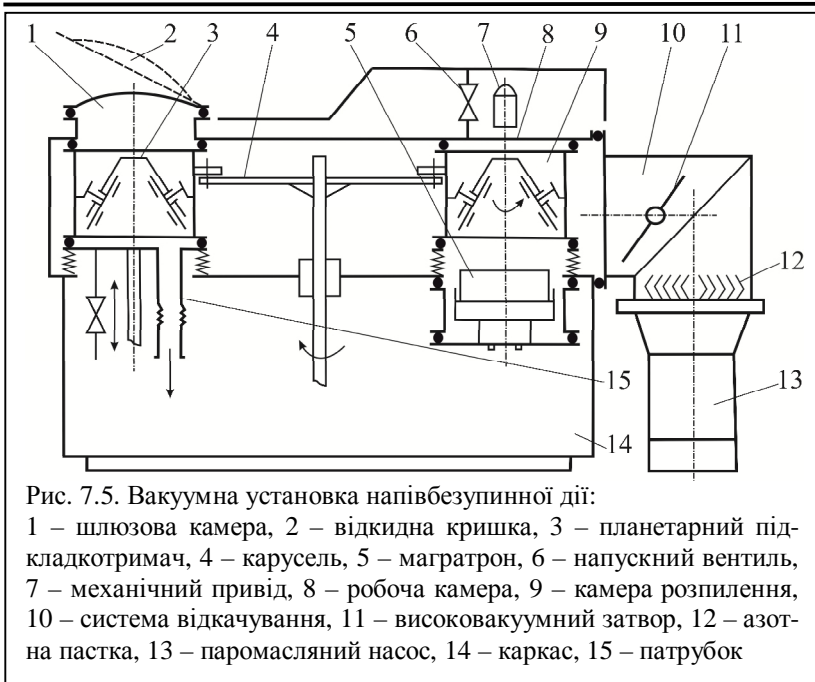 1 2 3 4 5 6 7 8 9 10 11
12
13
14
15
Рис. 7.5. Вакуумна установка напівбезупинної дії:
1 – шлюзова камера, 2 – відкидна кришка, 3 – планетарний під-
кладкотримач, 4 – карусель, 5 – магратрон, 6 – напускний вентиль,
7 – механічний привід, 8 – робоча камера, 9 – камера розпилення,
10 – система відкачування, 11 – високовакуумний затвор, 12 – азот-
на пастка, 13 – паромасляний насос, 14 – каркас, 15 – патрубок